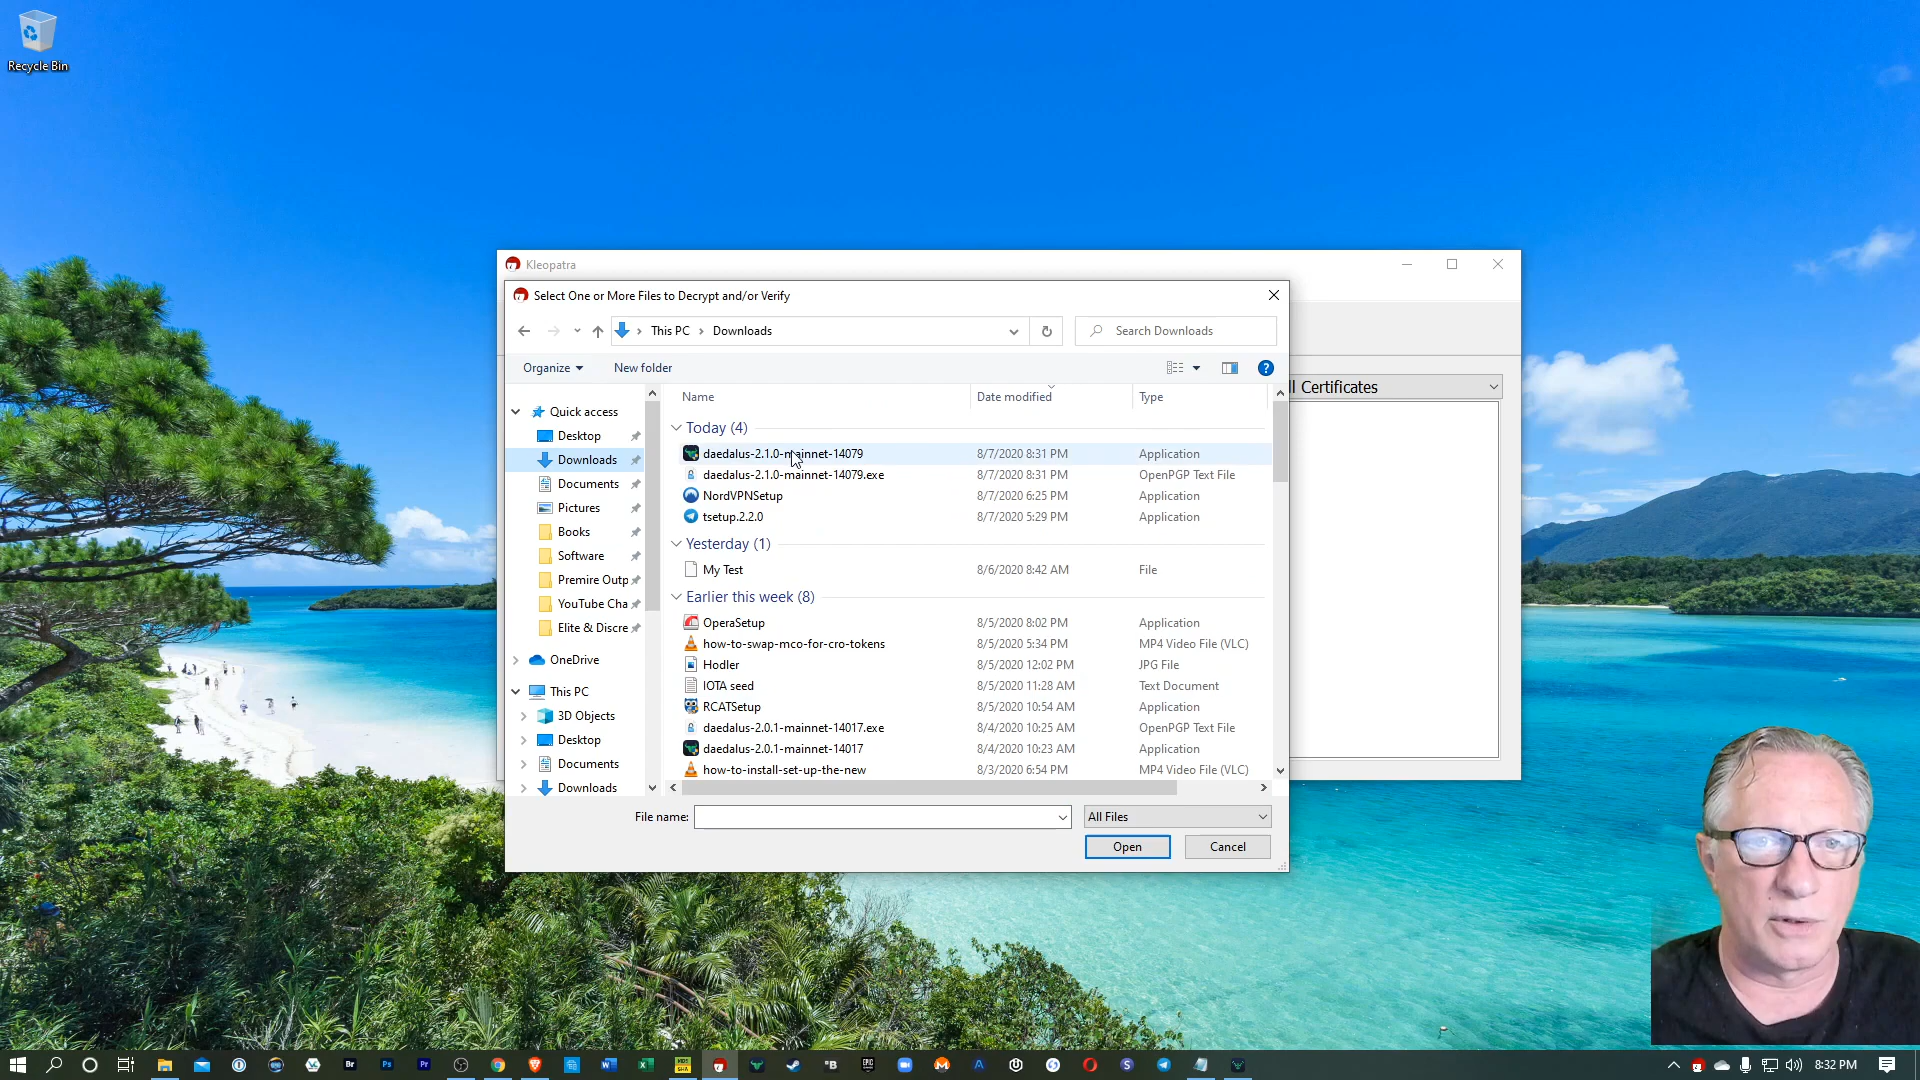 Recycle Bin
Kleopatra
Select One or More Files to Decrypt and/or Verify
This PC > Downloads
Search Downloads
Organize
New folder
ll Certificates
Name
Date modified
Type
Quick access
Desktop
Downloads
Documents
Pictures
Books
Software
Premire Outp
YouTube Cha
Elite & Discre
OneDrive
This PC
3D Objects
Desktop
Documents
Downloads
Today (4)
daedalus-2.1.0-mainnet-14079 8/7/2020 8:31 PM Application
daedalus-2.1.0-mainnet-14079.exe 8/7/2020 8:31 PM OpenPGP Text File
NordVPNSetup 8/7/2020 6:25 PM Application
tsetup.2.2.0 8/7/2020 5:29 PM Application
Yesterday (1)
My Test 8/6/2020 8:42 AM File
Earlier this week (8)
OperaSetup 8/5/2020 8:02 PM Application
how-to-swap-mco-for-cro-tokens 8/5/2020 5:34 PM MP4 Video File (VLC)
Hodler 8/5/2020 12:02 PM JPG File
IOTA seed 8/5/2020 11:28 AM Text Document
RCATSetup 8/5/2020 10:54 AM Application
daedalus-2.0.1-mainnet-14017.exe 8/4/2020 10:25 AM OpenPGP Text File
daedalus-2.0.1-mainnet-14017 8/4/2020 10:23 AM Application
how-to-install-set-up-the-new 8/3/2020 6:54 PM MP4 Video File (VLC)
File name:
All Files
Open
Cancel
Br
Ps
Pr
8:32 PM